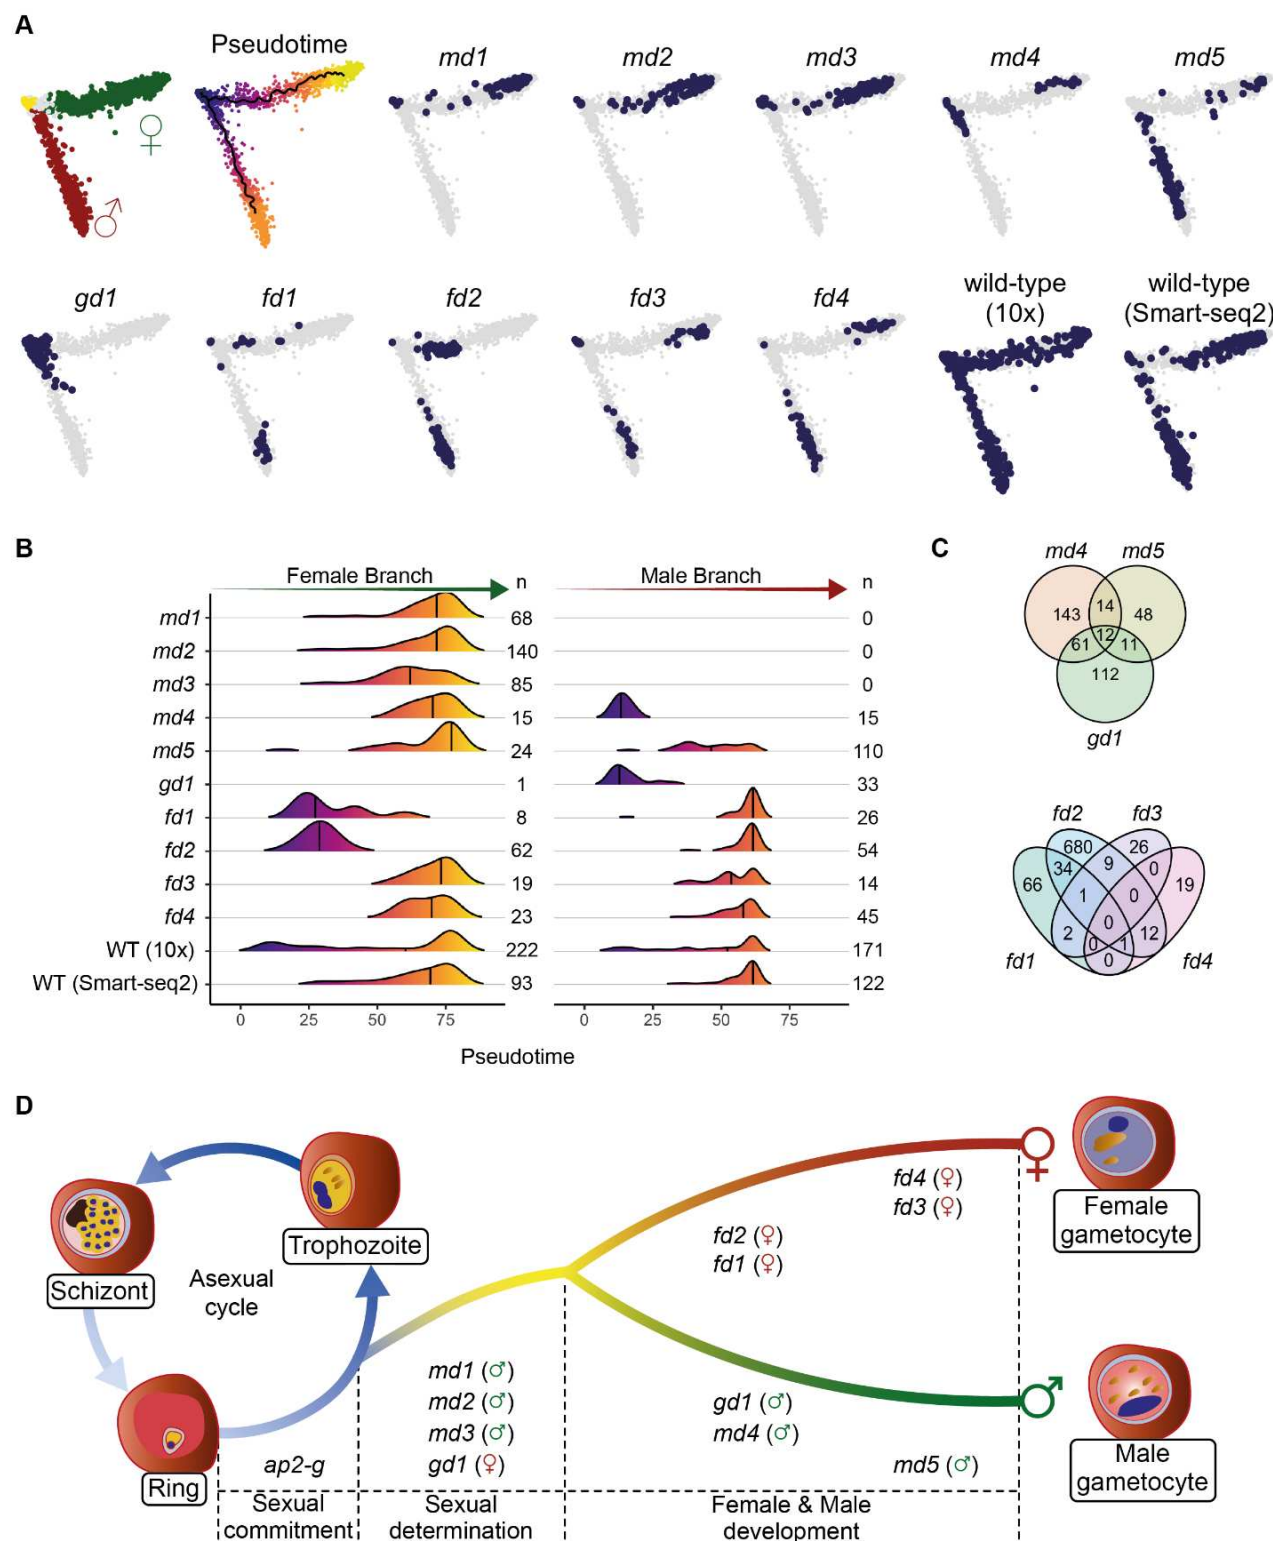 A
Pseudotime
md1
md2
md3
md4
md5
♀
♂
gd1
fd1
fd2
fd3
fd4
wild-type
(10x)
wild-type
(Smart-seq2)
B
Female Branch
n
Male Branch
n
md1
68
0
md2
140
0
md3
85
0
md4
15
15
md5
24
110
gd1
1
33
fd1
8
26
fd2
62
54
fd3
19
14
fd4
23
45
WT (10x)
222
171
WT (Smart-seq2)
93
122
0
25
50
75
0
25
50
75
Pseudotime
C
md4
md5
143
14
48
12
61
11
112
gd1
fd2
fd3
680
26
34
9
0
66
19
1
0
0
2
12
0
1
0
fd1
fd4
D
Schizont
Trophozoite
Asexual
cycle
Ring
ap2-g
Sexual
commitment
md1 (♂)
md2 (♂)
md3 (♂)
gd1 (♀)
Sexual
determination
fd4 (♀)
fd3 (♀)
fd2 (♀)
fd1 (♀)
gd1 (♂)
md4 (♂)
md5 (♂)
Female & Male
development
♀
Female
gametocyte
♂
Male
gametocyte